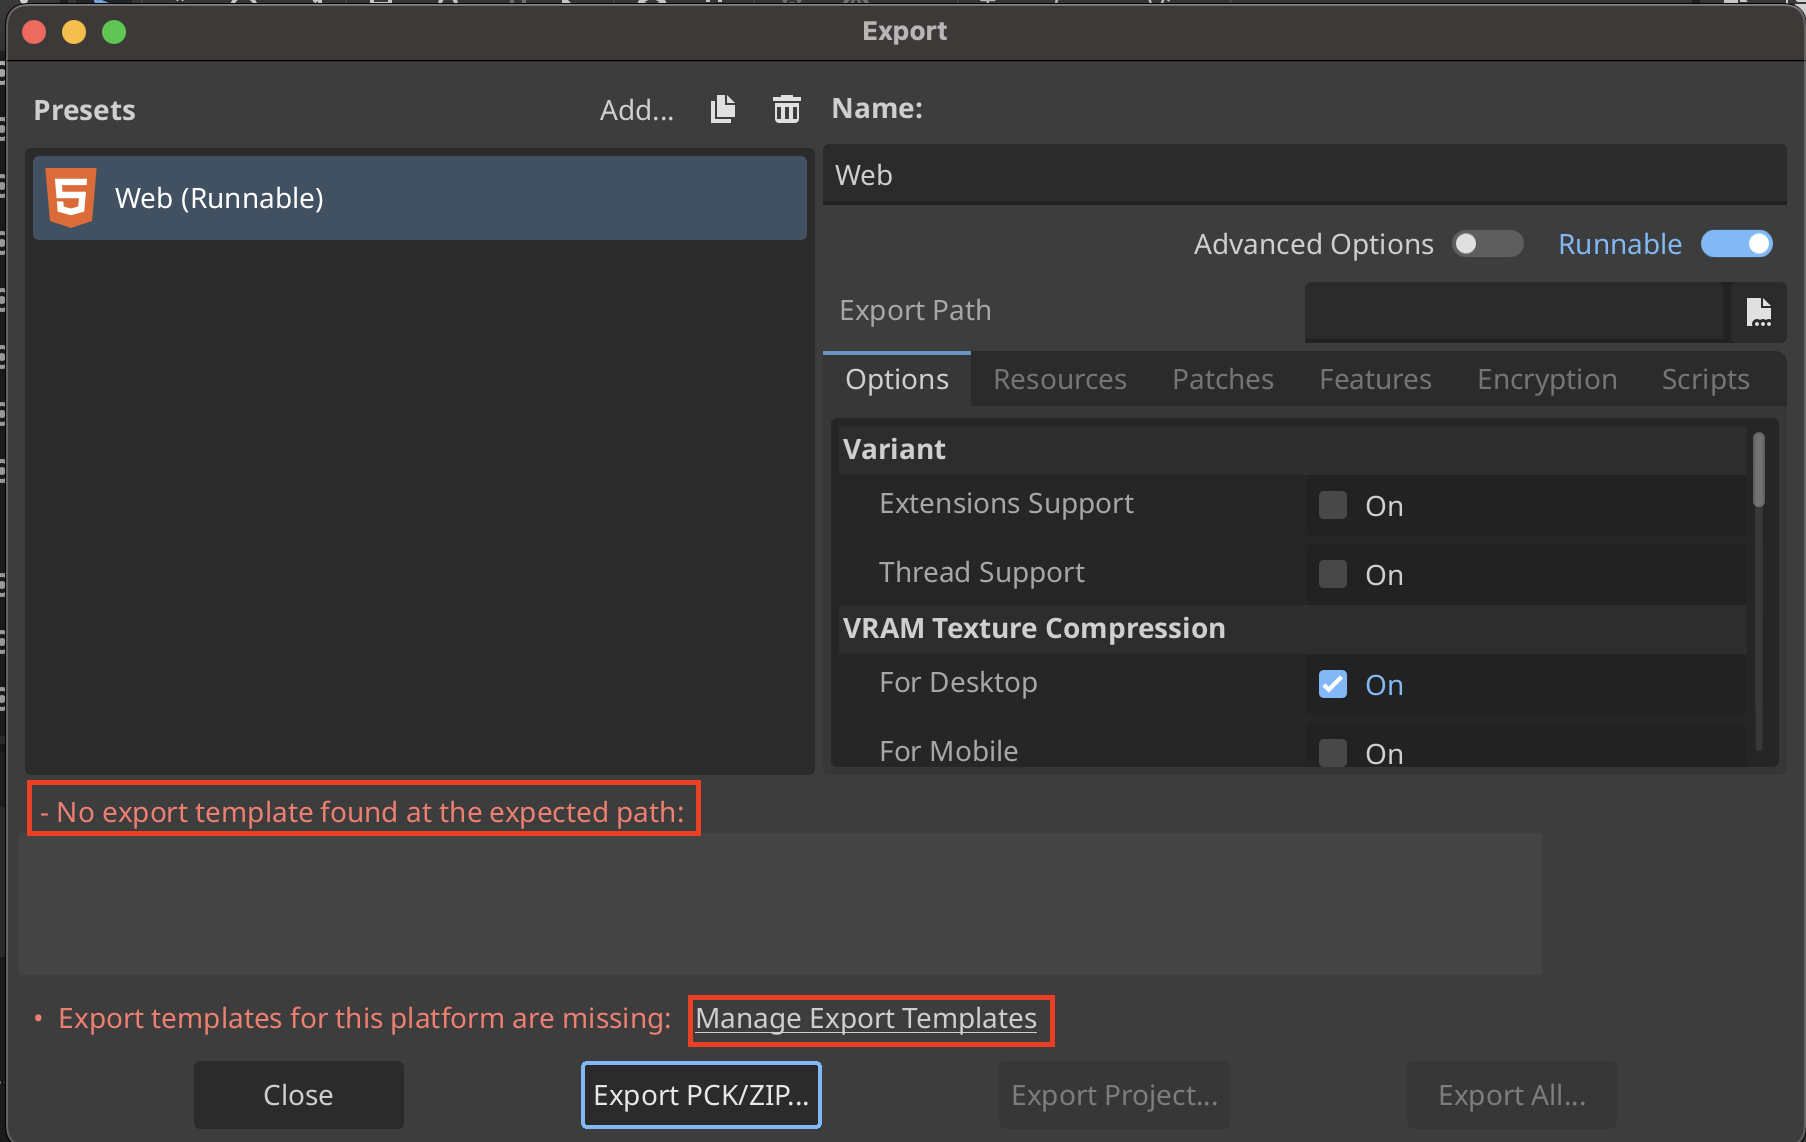 Export
Presets
Add...
Name:
Web (Runnable)
Web
Advanced Options
Runnable
Export Path
Options Resources Patches Features Encryption Scripts
Variant
Extensions Support
On
Thread Support
On
VRAM Texture Compression
For Desktop
On
For Mobile
On
- No export template found at the expected path:
• Export templates for this platform are missing: Manage Export Templates
Close
Export PCK/ZIP...
Export Project...
Export All...